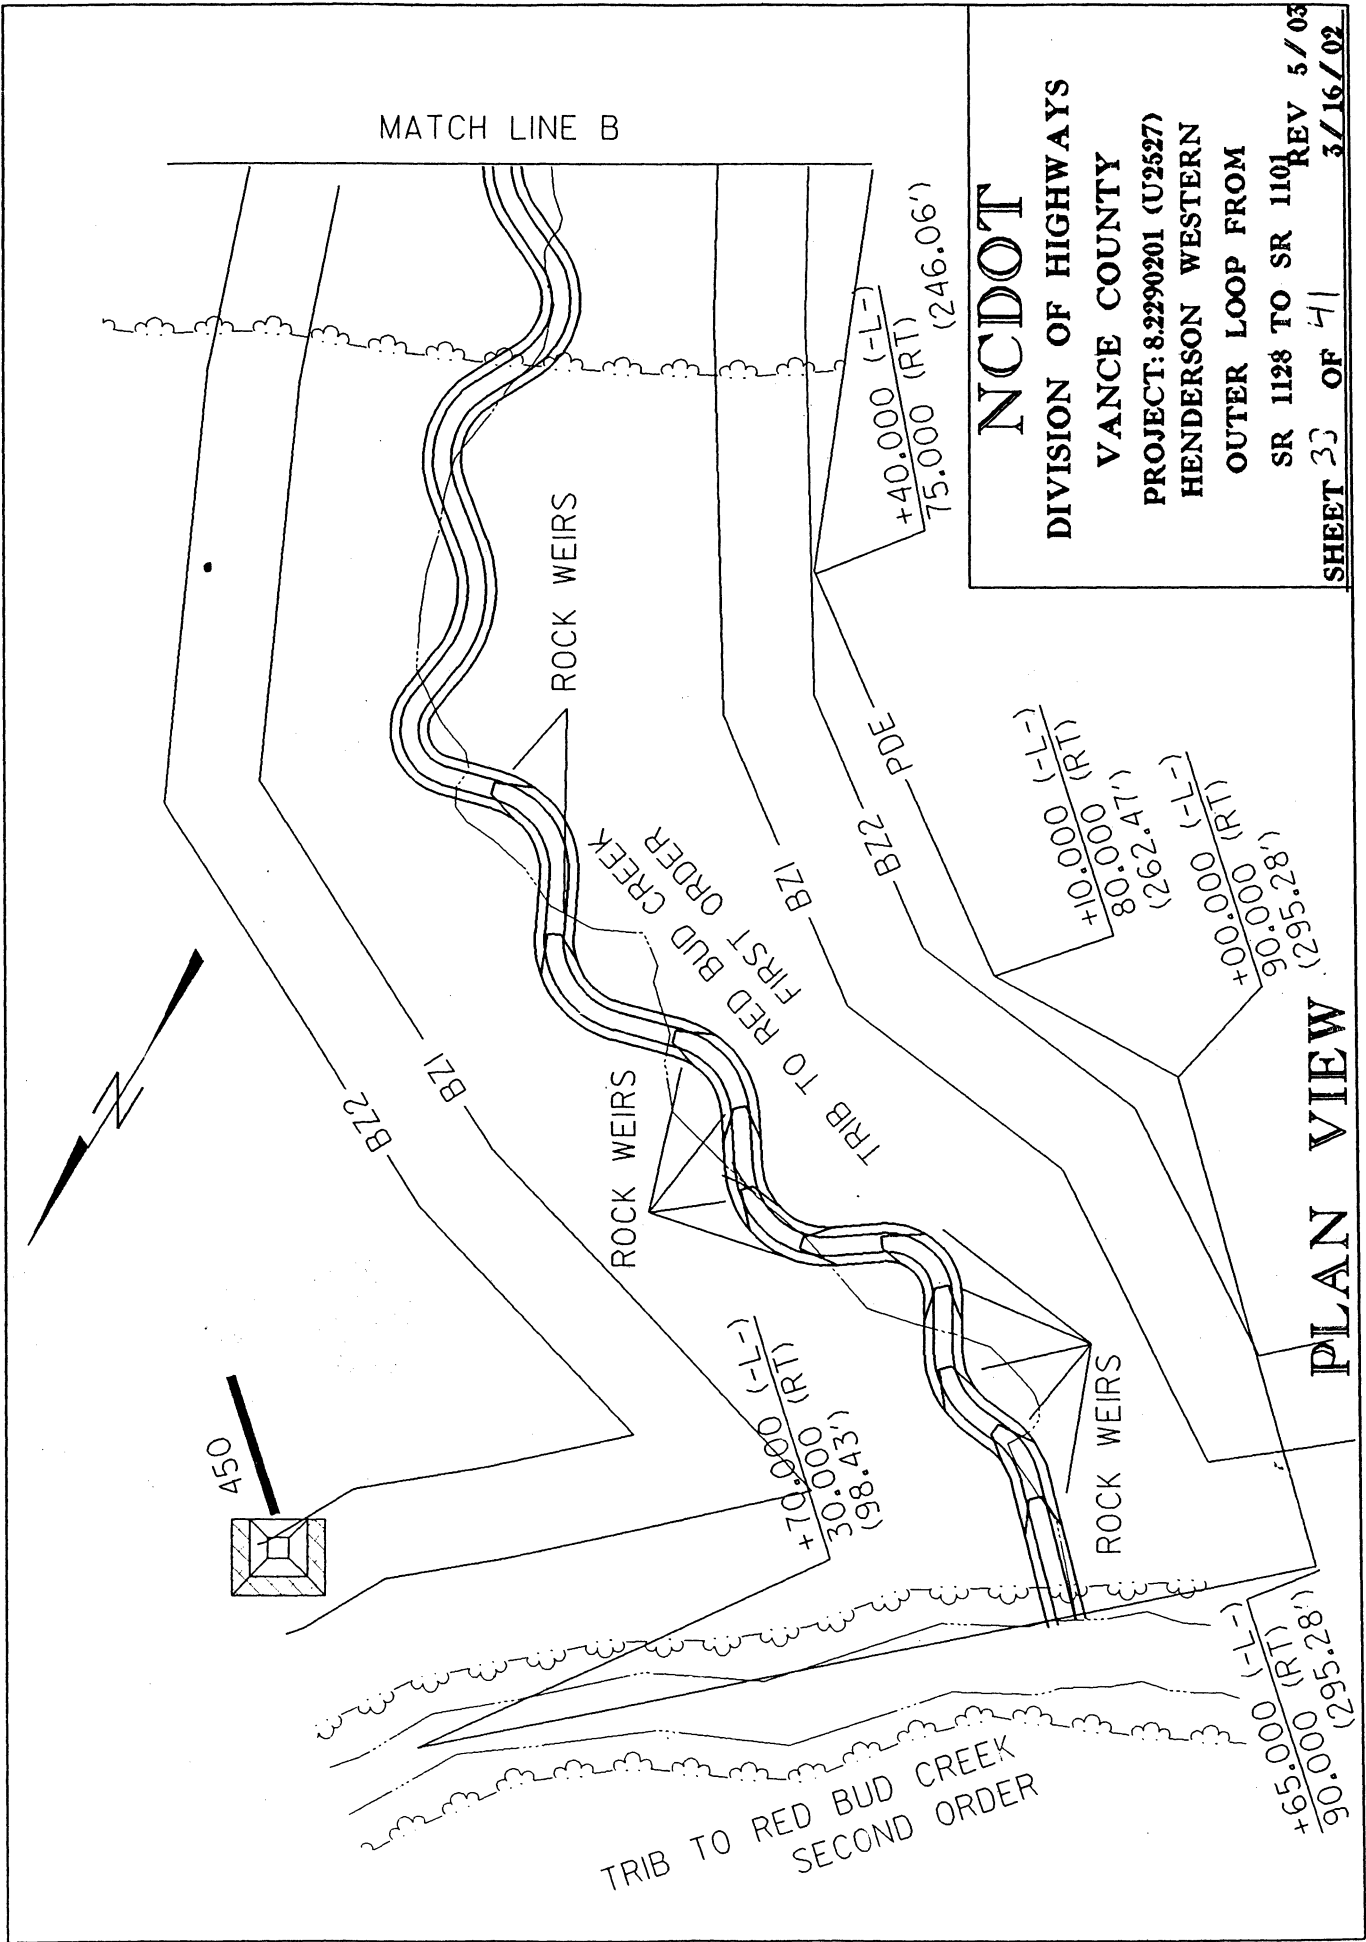 MATCH LINE B
+40.000 (-L-)
75.000 (RT)
(246.06')
ROCK WEIRS
PDE
BZ2
BZ1
TRIB TO RED BUD CREEK
FIRST ORDER
+10.000 (-L-)
80.000 (RT)
(262.47')
+00.000 (-L-)
90.000 (RT)
(295.28')
BZ2
BZ1
ROCK WEIRS
450
+70.000 (-L-)
30.000 (RT)
(98.43')
ROCK WEIRS
+65.000 (-L-)
90.000 (RT)
(295.28')
TRIB TO RED BUD CREEK
SECOND ORDER
N
PLAN VIEW
NCDOT
DIVISION OF HIGHWAYS
VANCE COUNTY
PROJECT: 8.2290201 (U2527)
HENDERSON WESTERN
OUTER LOOP FROM
SR 1128 TO SR 1101
REV 5/03
SHEET 33 OF 41 3/16/02